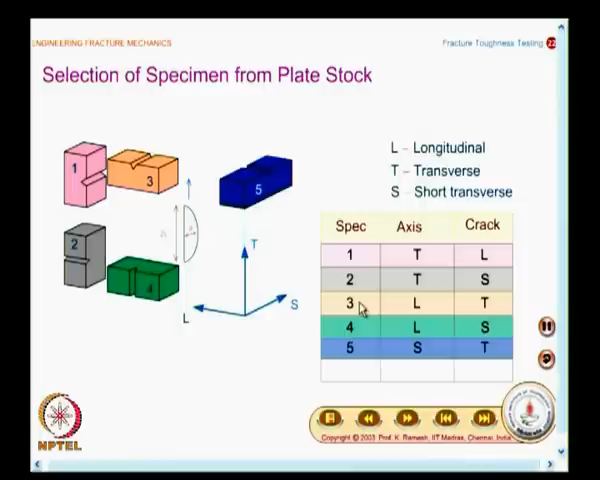 ENGINEERING FRACTURE MECHANICS
Fracture Toughness Testing 22
Selection of Specimen from Plate Stock
L – Longitudinal
T – Transverse
S – Short transverse
1
3
5
2
4
T
S
L
Spec Axis Crack
1 T L
2 T S
3 L T
4 L S
5 S T
NPTEL
Copyright © 2003 Prof. K. Ramesh, IIT Madras, Chennai, India